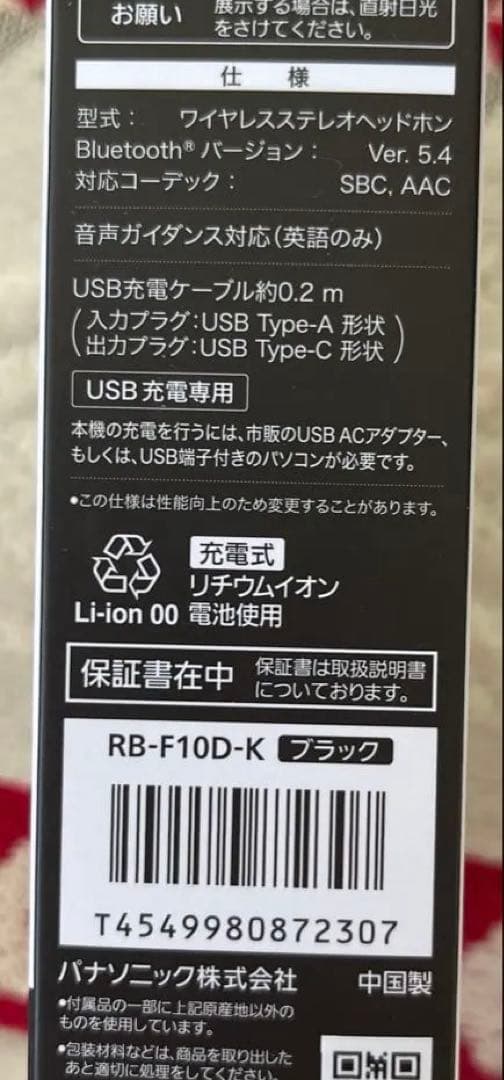 お願い
展示する場合は、直射日光
をさけてください。
仕 様
型式： ワイヤレスステレオヘッドホン
Bluetooth® バージョン： Ver. 5.4
対応コーデック： SBC, AAC
音声ガイダンス対応（英語のみ）
USB充電ケーブル約0.2 m
（入力プラグ：USB Type-A 形状
出力プラグ：USB Type-C 形状）
USB 充電専用
本機の充電を行うには、市販のUSB ACアダプター、
もしくは、USB端子付きのパソコンが必要です。
•この仕様は性能向上のため変更することがあります。
充電式
リチウムイオン
Li-ion 00 電池使用
保証書在中
保証書は取扱説明書
についております。
RB-F10D-K ブラック
T4549980872307
パナソニック株式会社 中国製
•付属品の一部に上記原産地以外の
ものを使用しています。
•包装材料などは、商品を取り出した
あと適切に処理をしてください。